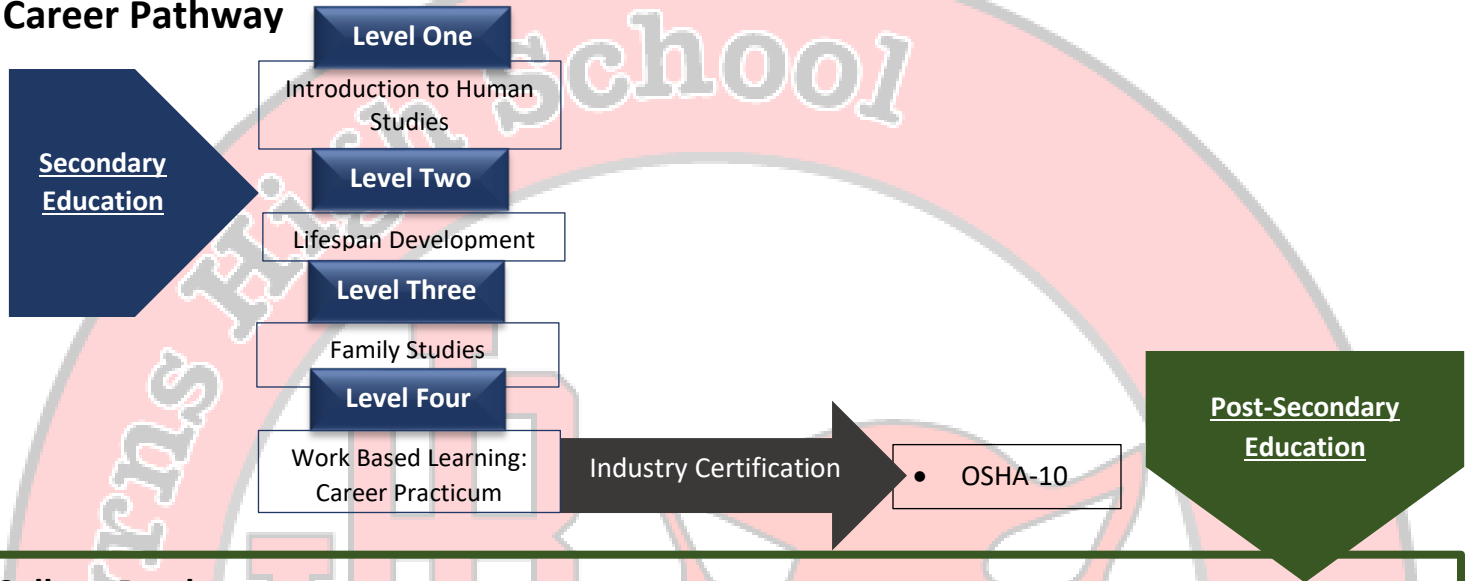 Career Pathway
Level One
Introduction to Human
Studies
Secondary
Education
Level Two
Lifespan Development
Level Three
Family Studies
Level Four
Work Based Learning:
Career Practicum
Industry Certification
• OSHA-10
Post-Secondary
Education
High School